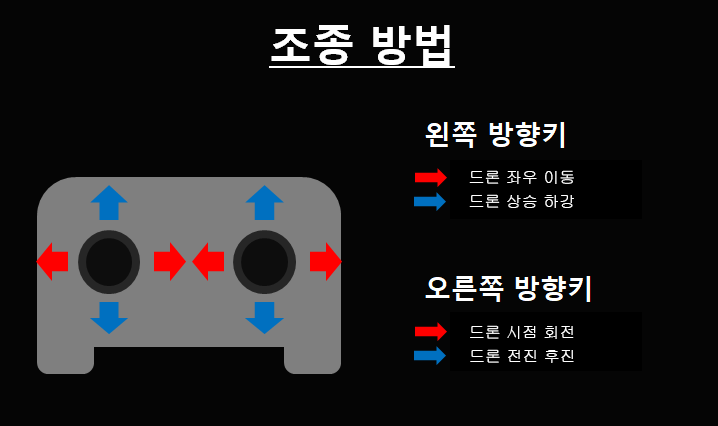 조종 방법
왼쪽 방향키
드론 좌우 이동
드론 상승 하강
오른쪽 방향키
드론 시점 회전
드론 전진 후진